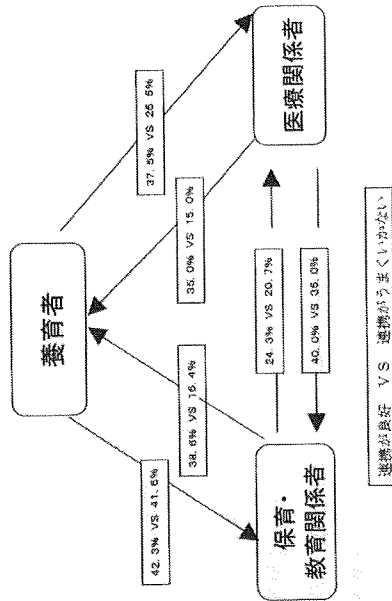 養育者
42.3% VS 41.6%
38.6% VS 16.4%
35.0% VS 15.0%
37.5% VS 25.5%
保育・
教育関係者
24.3% VS 20.7%
40.0% VS 35.0%
医療関係者
連携が良好 VS 連携がうまくいかない